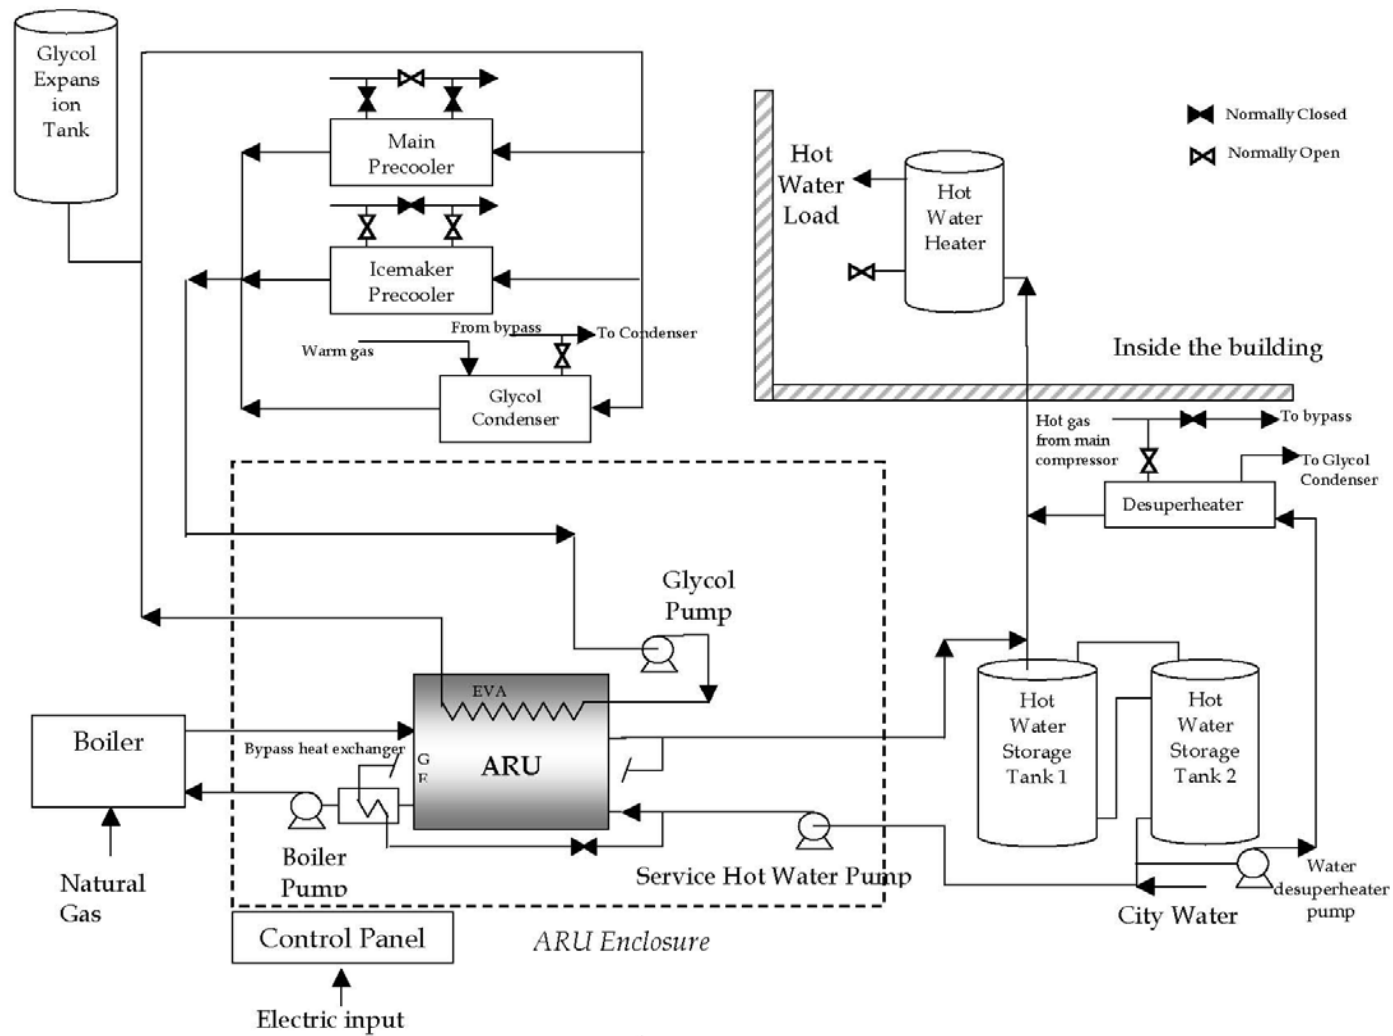 Glycol
Expans
ion
Tank
Main
Precooler
Icemaker
Precooler
From bypass
To Condenser
Warm gas
Glycol
Condenser
Hot
Water
Load
Hot
Water
Heater
Normally Closed
Normally Open
Inside the building
Hot gas
from main
compressor
To bypass
To Glycol
Condenser
Desuperheater
Glycol
Pump
EVA
ARU
G
E
Boiler
Bypass heat exchanger
Boiler
Pump
Natural
Gas
Service Hot Water Pump
Hot
Water
Storage
Tank 1
Hot
Water
Storage
Tank 2
Water
desuperheater
pump
City Water
Control Panel
ARU Enclosure
Electric input